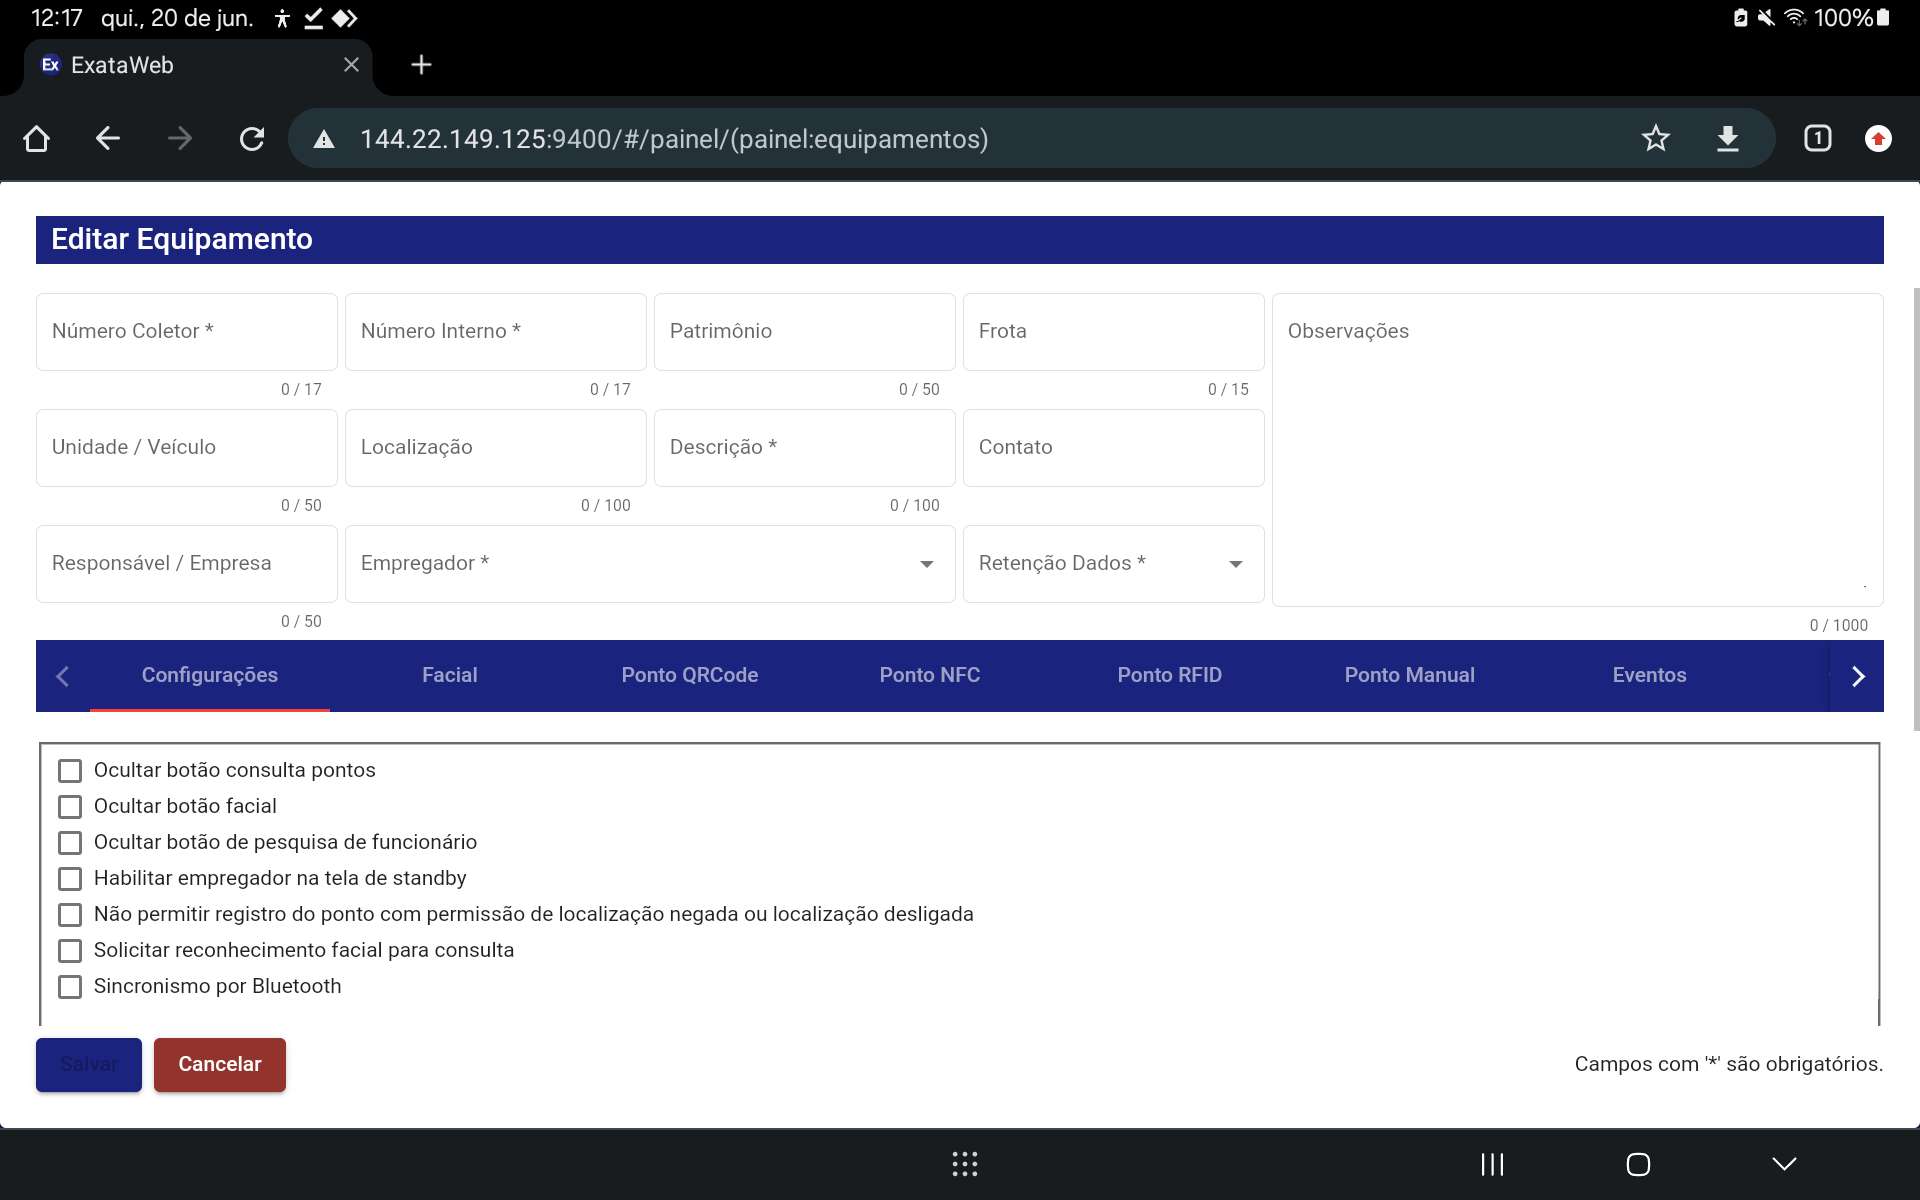 12:17 qui., 20 de jun.
100%
Ex ExataWeb
144.22.149.125:9400/#/painel/(painel:equipamentos)
1
Editar Equipamento
Número Coletor *
Número Interno *
Patrimônio
Frota
Observações
0 / 17
0 / 17
0 / 50
0 / 15
Unidade / Veículo
Localização
Descrição *
Contato
0 / 50
0 / 100
0 / 100
Responsável / Empresa
Empregador *
Retenção Dados *
0 / 50
0 / 1000
Configurações
Facial
Ponto QRCode
Ponto NFC
Ponto RFID
Ponto Manual
Eventos
Ocultar botão consulta pontos
Ocultar botão facial
Ocultar botão de pesquisa de funcionário
Habilitar empregador na tela de standby
Não permitir registro do ponto com permissão de localização negada ou localização desligada
Solicitar reconhecimento facial para consulta
Sincronismo por Bluetooth
Salvar
Cancelar
Campos com '*' são obrigatórios.